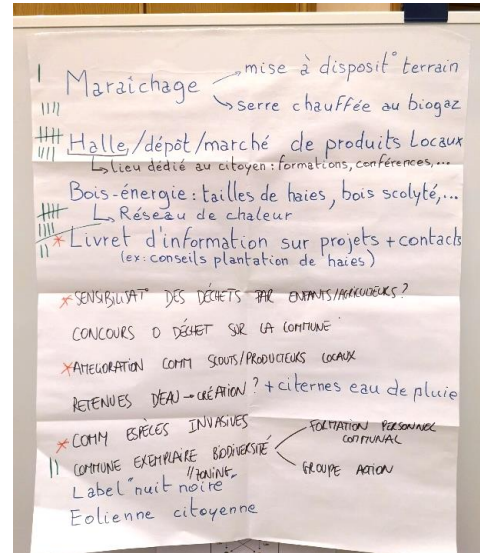 Maraîchage → mise à disposit° terrain
→ serre chauffée au biogaz
Halle/dépôt/marché de produits Locaux
↳ lieu dédié au citoyen : formations, conférences,...
Bois-énergie : tailles de haies, bois scolyté,...
↳ Réseau de chaleur
* Livret d'information sur projets + contacts
(ex: conseils plantation de haies)
* SENSIBILISAT° DES DÉCHETS PAR ENFANTS/AGRICULTEURS ?
CONCOURS 0 DÉCHET SUR LA COMMUNE
* AMELIORATION COMM SCOUTS/PRODUCTEURS LOCAUX
RETENUES D'EAU → CRÉATION ? + citernes eau de pluie
* COMM ESPÈCES INVASIVES
COMMUNE EXEMPLAIRE BIODIVERSITÉ
FORMATION PERSONNEL
COMMUNAL
GROUPE ACTION
// ZONING
Label "nuit noire
Eolienne citoyenne